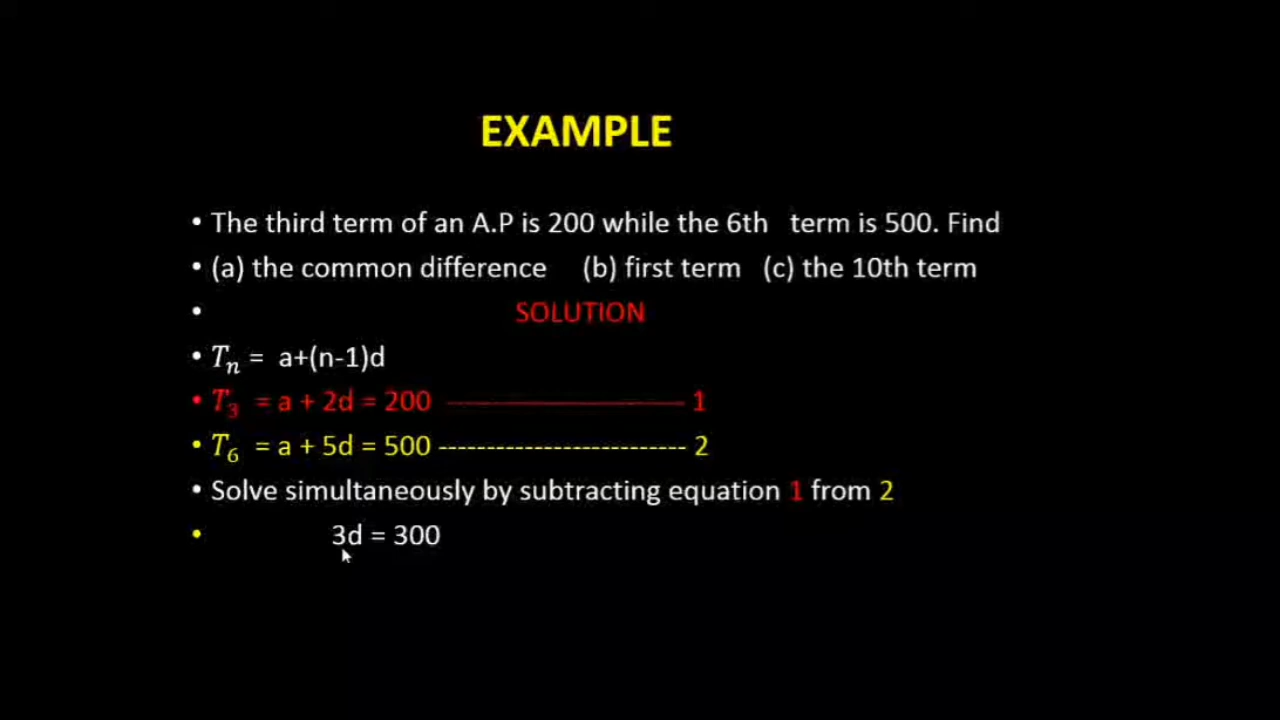 EXAMPLE
• The third term of an A.P is 200 while the 6th term is 500. Find
• (a) the common difference (b) first term (c) the 10th term
• SOLUTION
• Tₙ = a+(n-1)d
• T₃ = a + 2d = 200 -------------------------- 1
• T₆ = a + 5d = 500 -------------------------- 2
• Solve simultaneously by subtracting equation 1 from 2
• 3d = 300